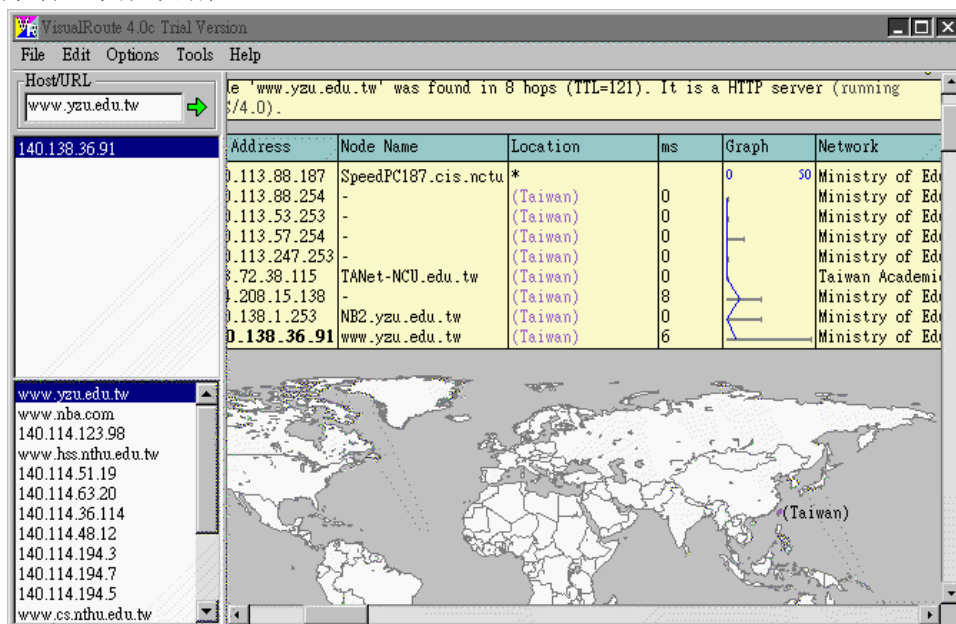 VisualRoute 4.0c Trial Version
File Edit Options Tools Help
Host/URL
www.yzu.edu.tw
140.138.36.91
le 'www.yzu.edu.tw' was found in 8 hops (TTL=121). It is a HTTP server (running
/4.0).
Address Node Name Location ms Graph Network
.113.88.187 SpeedPC187.cis.nctu * 0 50 Ministry of Ed
.113.88.254 - (Taiwan) 0 Ministry of Ed
.113.53.253 - (Taiwan) 0 Ministry of Ed
.113.57.254 - (Taiwan) 0 Ministry of Ed
.113.247.253 - (Taiwan) 0 Ministry of Ed
.72.38.115 TANet-NCU.edu.tw (Taiwan) 0 Taiwan Academi
.208.15.138 - (Taiwan) 8 Ministry of Ed
.138.1.253 NB2.yzu.edu.tw (Taiwan) 0 Ministry of Ed
0.138.36.91 www.yzu.edu.tw (Taiwan) 6 Ministry of Ed
(Taiwan)
www.yzu.edu.tw
www.nba.com
140.114.123.98
www.hss.nthu.edu.tw
140.114.51.19
140.114.63.20
140.114.36.114
140.114.48.12
140.114.194.3
140.114.194.7
140.114.194.5
www.cs.nthu.edu.tw